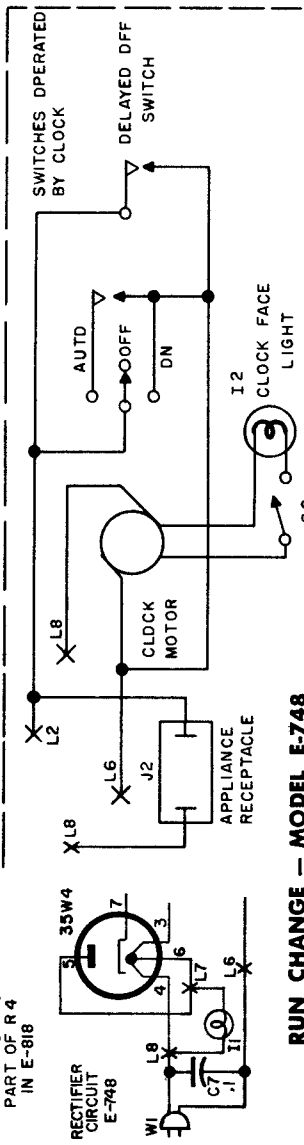 PART OF R4
IN E-818
RECTIFIER
CIRCUIT
E-748
35W4
5
7
3
6
4
L8
L7
L6
I1
C7
.1
W1
L2
L8
L6
L8
J2
APPLIANCE
RECEPTACLE
CLOCK
MOTOR
AUTO
OFF
ON
SWITCHES OPERATED
BY CLOCK
DELAYED OFF
SWITCH
I2
CLOCK FACE
LIGHT
RUN CHANGE — MODEL E-748